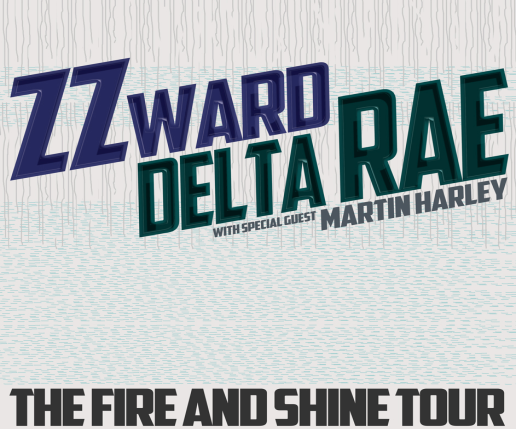 ZZ WARD
DELTA RAE
WITH SPECIAL GUEST MARTIN HARLEY
THE FIRE AND SHINE TOUR